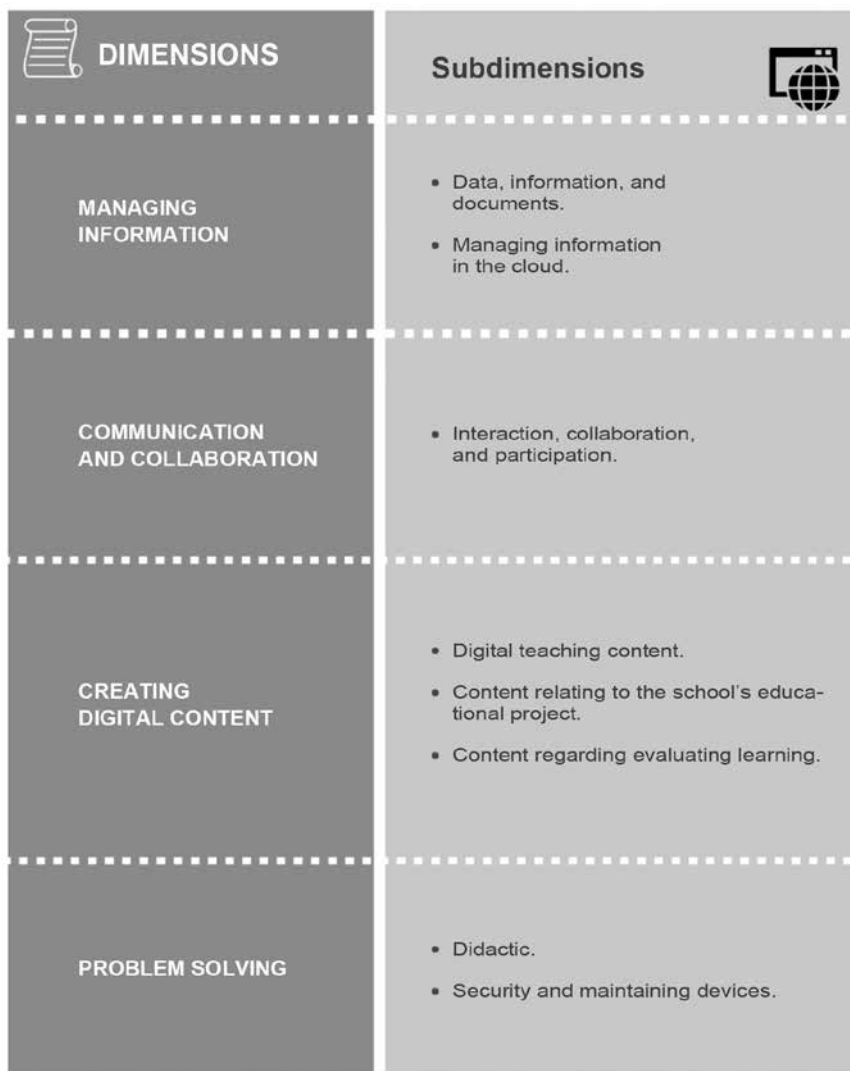 DIMENSIONS
Subdimensions
MANAGING
INFORMATION
• Data, information, and
documents.
• Managing information
in the cloud.
COMMUNICATION
AND COLLABORATION
• Interaction, collaboration,
and participation.
CREATING
DIGITAL CONTENT
• Digital teaching content.
• Content relating to the school's educa-
tional project.
• Content regarding evaluating learning.
PROBLEM SOLVING
• Didactic.
• Security and maintaining devices.